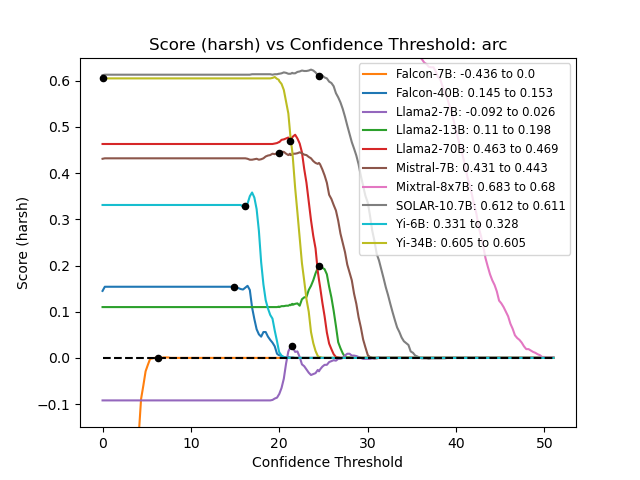 Score (harsh) vs Confidence Threshold: arc
Score (harsh)
0.6
0.5
0.4
0.3
0.2
0.1
0.0
−0.1
Falcon-7B: -0.436 to 0.0
Falcon-40B: 0.145 to 0.153
Llama2-7B: -0.092 to 0.026
Llama2-13B: 0.11 to 0.198
Llama2-70B: 0.463 to 0.469
Mistral-7B: 0.431 to 0.443
Mixtral-8x7B: 0.683 to 0.68
SOLAR-10.7B: 0.612 to 0.611
Yi-6B: 0.331 to 0.328
Yi-34B: 0.605 to 0.605
0 10 20 30 40 50
Confidence Threshold